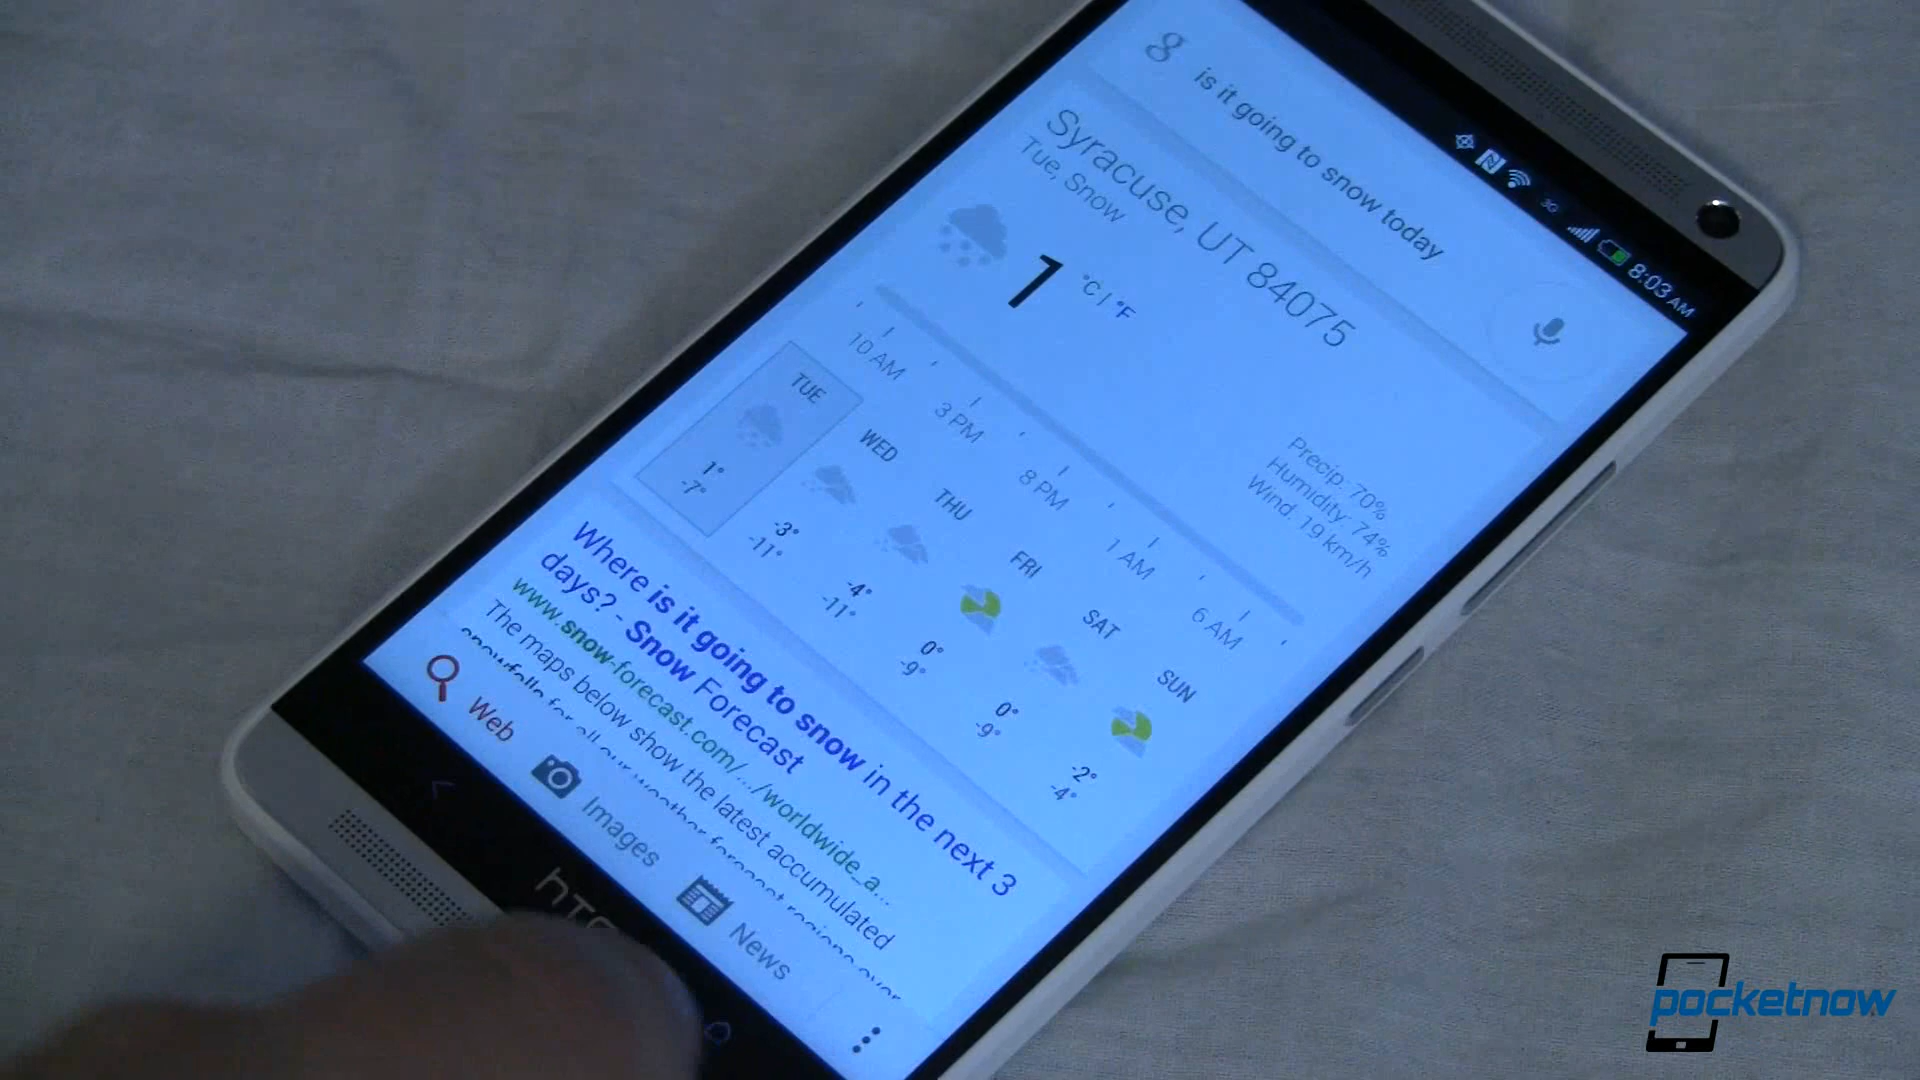 8:03 AM
3G
g is it going to snow today
Syracuse, UT 84075
Tue, Snow
1 °C | °F
Precip: 70%
Humidity: 74%
Wind: 19 km/h
10 AM 3 PM 8 PM 1 AM 6 AM
TUE WED THU FRI SAT SUN
1° -3° -4° 0° 0° -2°
-7° -11° -11° -9° -9° -4°
Where is it going to snow in the next 3
days? - Snow Forecast
www.snow-forecast.com/.../worldwide_a...
The maps below show the latest accumulated
Web Images News
hTC
pocketnow